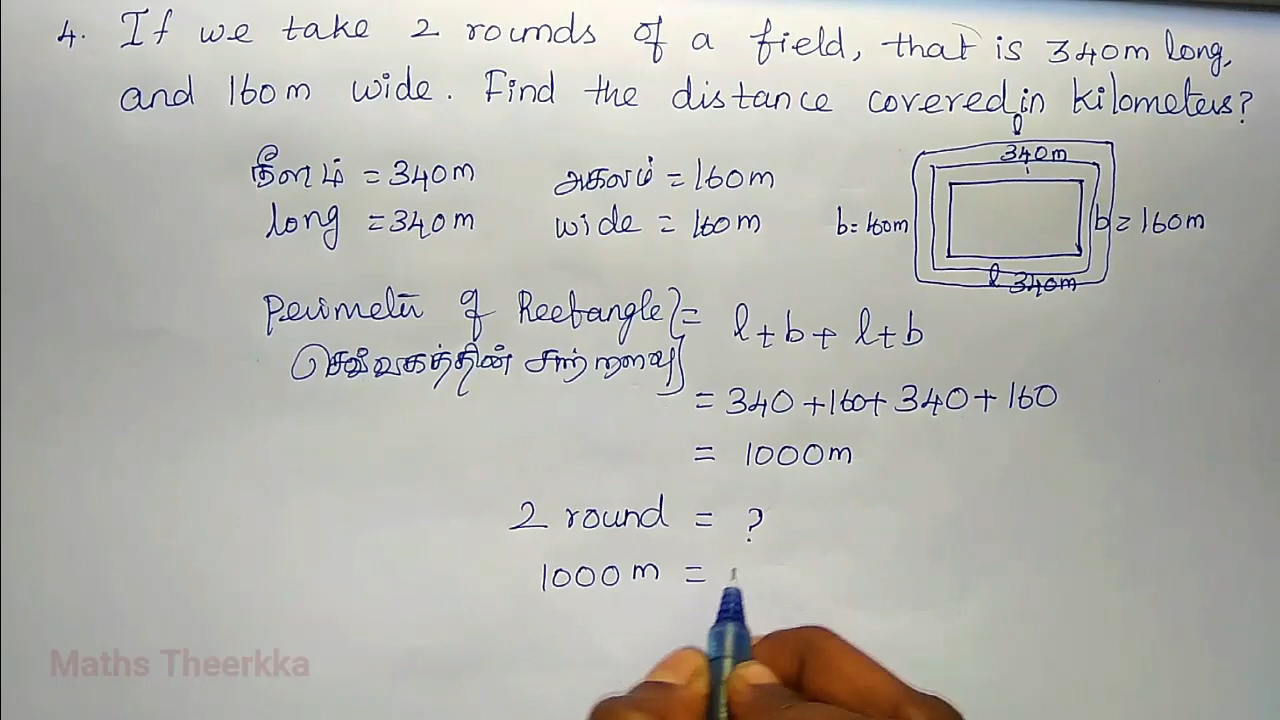 4. If we take 2 rounds of a field, that is 340m long,
and 160m wide. Find the distance covered in kilometers?
நீளம் = 340m அகலம் = 160m
long = 340m wide = 160m
l
340m
b = 160m b = 160m
l 340m
Perimeter of Rectangle } = l + b + l + b
செவ்வகத்தின் சுற்றளவு
= 340 + 160 + 340 + 160
= 1000m
2 round = ?
1000m = 1
Maths Theerkka